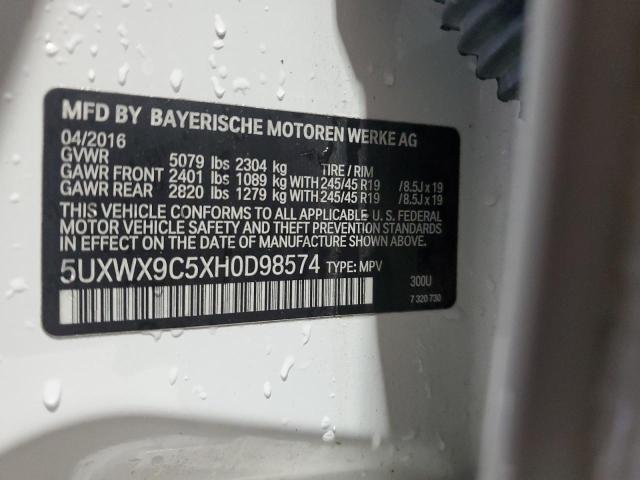 MFD BY BAYERISCHE MOTOREN WERKE AG
04/2016
GVWR 5079 lbs 2304 kg TIRE / RIM
GAWR FRONT 2401 lbs 1089 kg WITH 245/45 R19 /8.5J x 19
GAWR REAR 2820 lbs 1279 kg WITH 245/45 R19 /8.5J x 19
THIS VEHICLE CONFORMS TO ALL APPLICABLE U. S. FEDERAL
MOTOR VEHICLE SAFETY AND THEFT PREVENTION STANDARDS
IN EFFECT ON THE DATE OF MANUFACTURE SHOWN ABOVE.
5UXWX9C5XH0D98574 TYPE: MPV
300U
7 320 730